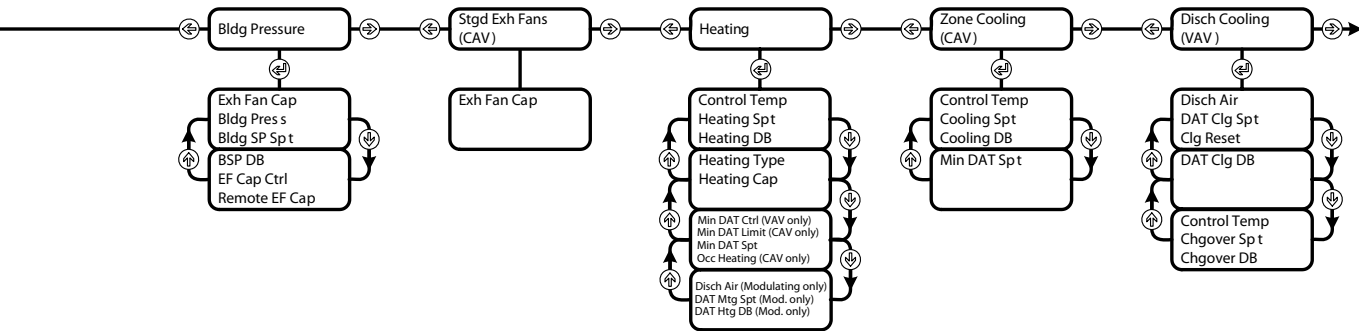 Bldg Pressure
Exh Fan Cap
Bldg Press
Bldg SP Spt
BSP DB
EF Cap Ctrl
Remote EF Cap
Stgd Exh Fans
(CAV)
Exh Fan Cap
Heating
Control Temp
Heating Spt
Heating DB
Heating Type
Heating Cap
Min DAT Ctrl (VAV only)
Min DAT Limit (CAV only)
Min DAT Spt
Occ Heating (CAV only)
Disch Air (Modulating only)
DAT Mtg Spt (Mod. only)
DAT Htg DB (Mod. only)
Zone Cooling
(CAV)
Control Temp
Cooling Spt
Cooling DB
Min DAT Spt
Disch Cooling
(VAV)
Disch Air
DAT Clg Spt
Clg Reset
DAT Clg DB
Control Temp
Chgover Spt
Chgover DB